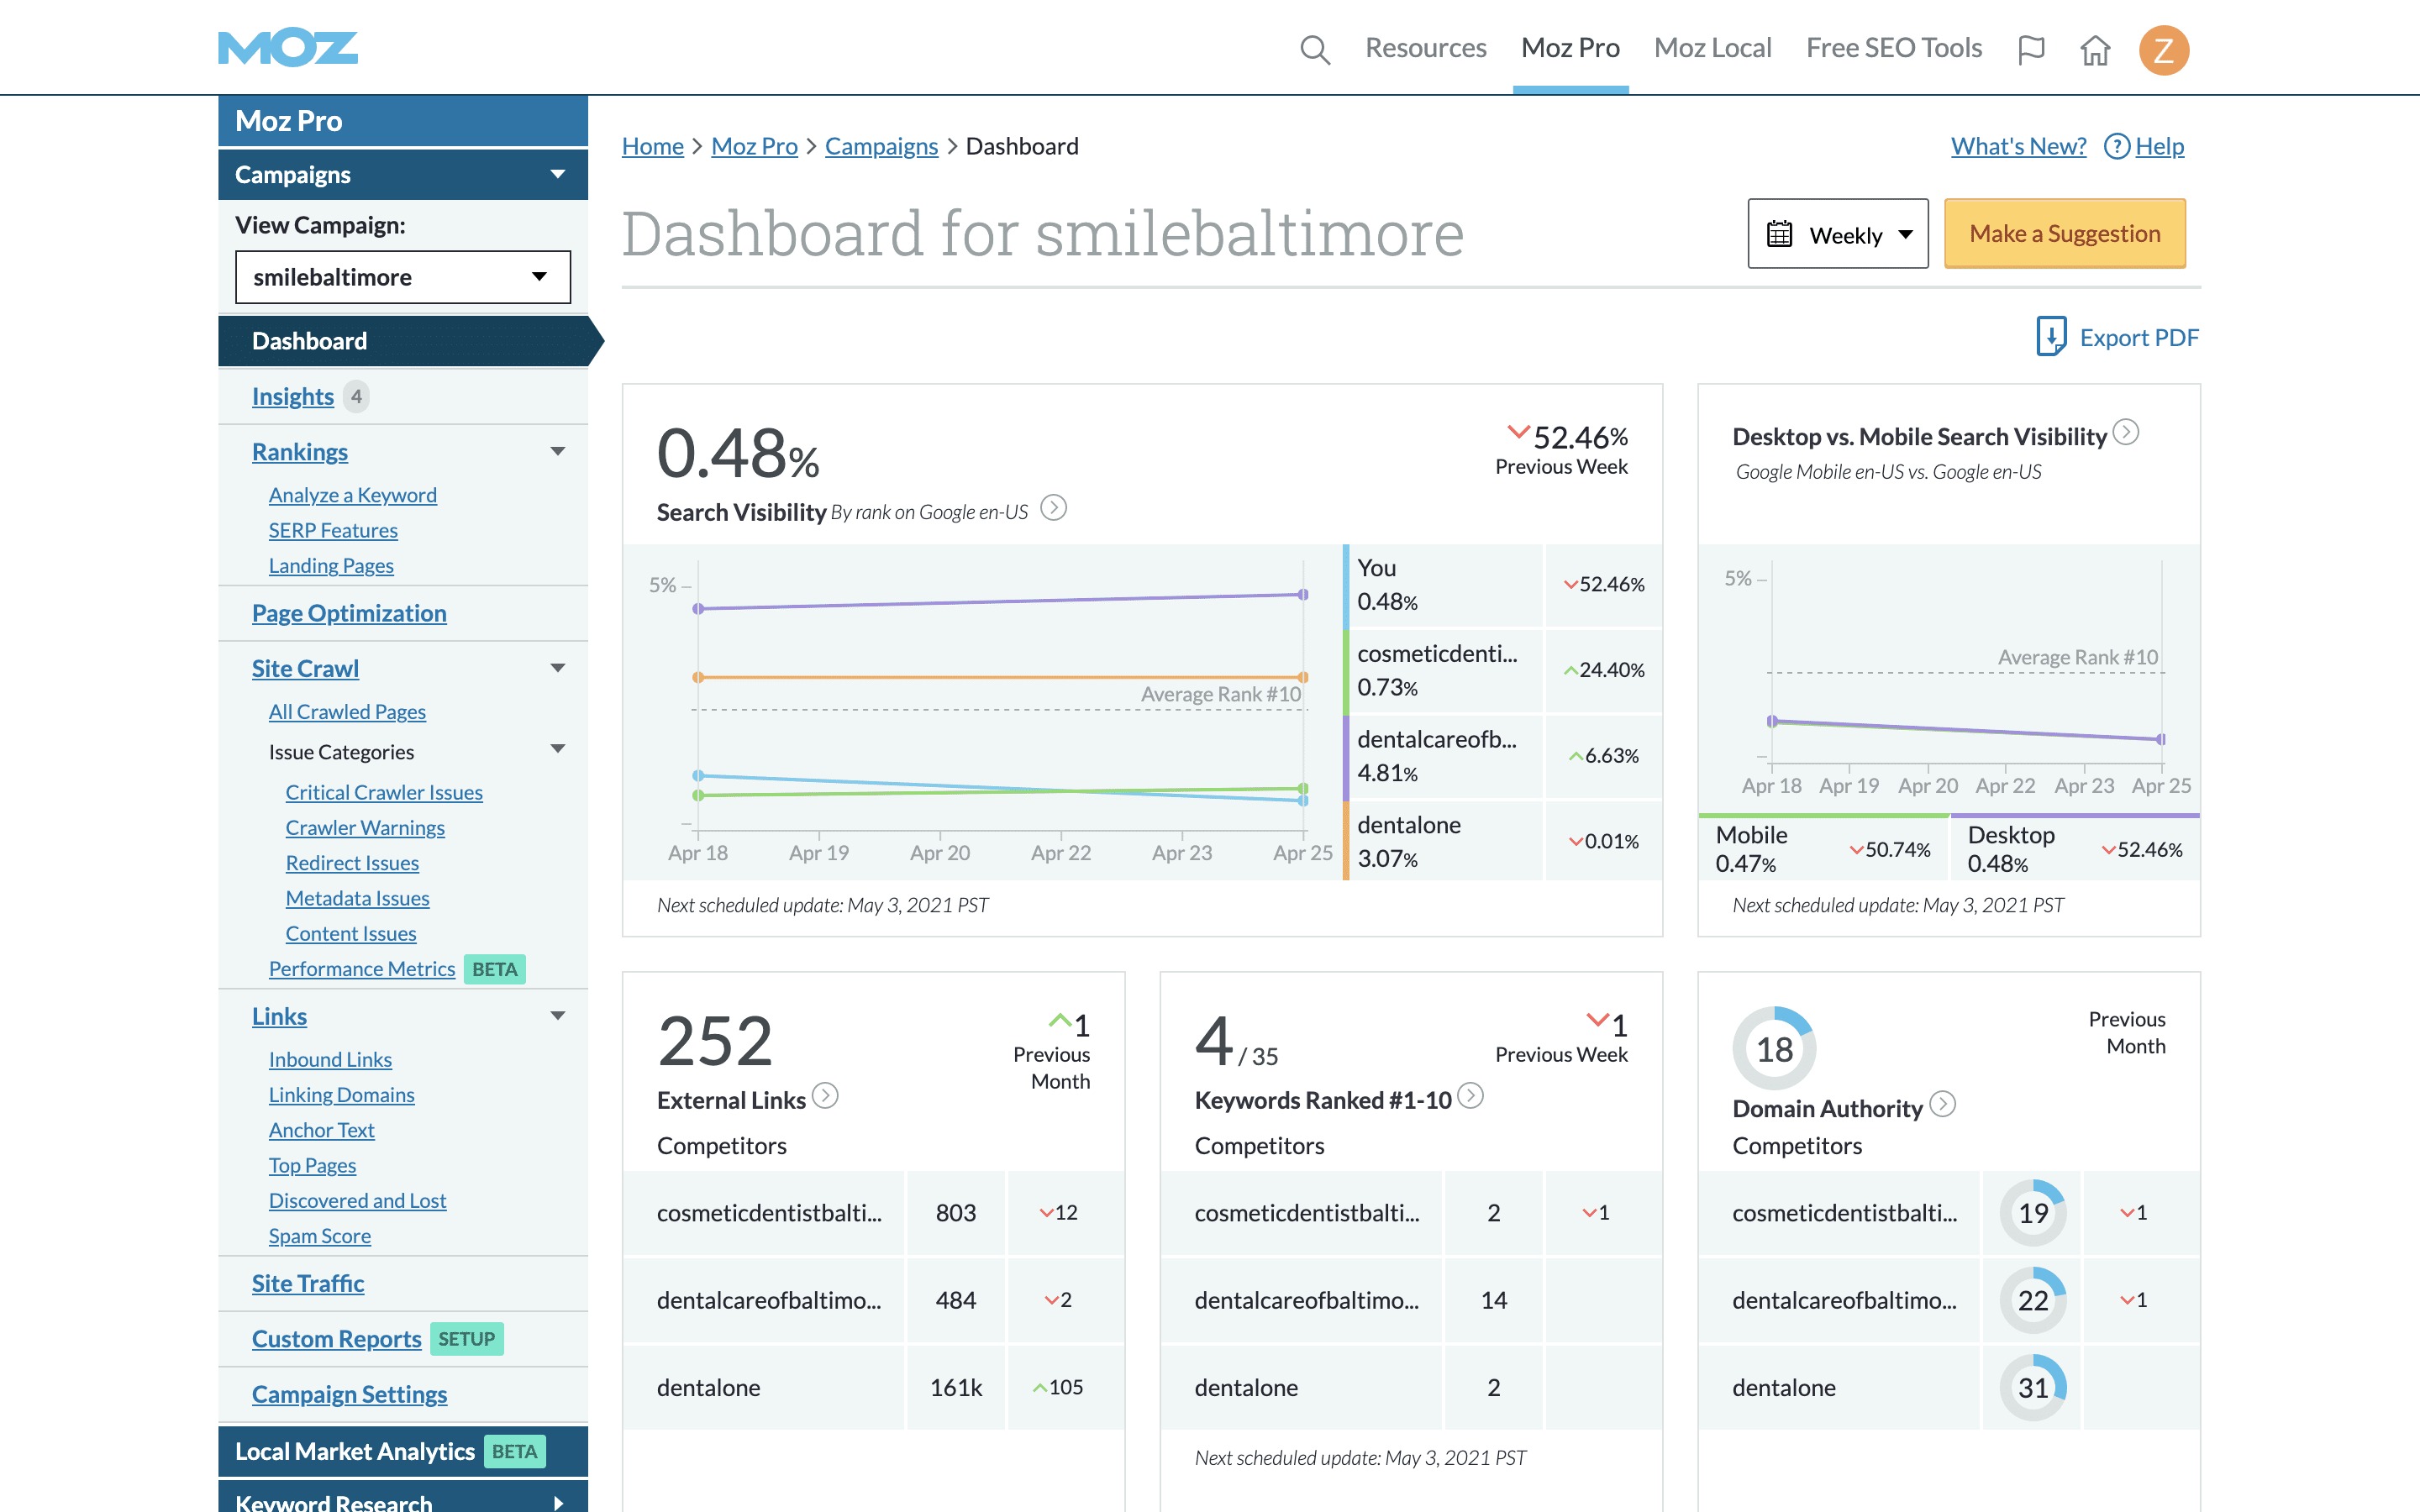 MOZ
Resources
Moz Pro
Moz Local
Free SEO Tools
Z
Moz Pro
Campaigns
View Campaign:
smilebaltimore
Dashboard
Insights 4
Rankings
Analyze a Keyword
SERP Features
Landing Pages
Page Optimization
Site Crawl
All Crawled Pages
Issue Categories
Critical Crawler Issues
Crawler Warnings
Redirect Issues
Metadata Issues
Content Issues
Performance Metrics BETA
Links
Inbound Links
Linking Domains
Anchor Text
Top Pages
Discovered and Lost
Spam Score
Site Traffic
Custom Reports SETUP
Campaign Settings
Local Market Analytics BETA
Keyword Research
Home > Moz Pro > Campaigns > Dashboard
What's New? ? Help
Dashboard for smilebaltimore
Weekly
Make a Suggestion
Export PDF
0.48%
52.46%
Previous Week
Search Visibility By rank on Google en-US
5%
Average Rank #10
Apr 18 Apr 19 Apr 20 Apr 22 Apr 23 Apr 25
You
0.48%
52.46%
cosmeticdenti...
0.73%
24.40%
dentalcareofb...
4.81%
6.63%
dentalone
3.07%
0.01%
Next scheduled update: May 3, 2021 PST
Desktop vs. Mobile Search Visibility
Google Mobile en-US vs. Google en-US
5%
Average Rank #10
Apr 18 Apr 19 Apr 20 Apr 22 Apr 23 Apr 25
Mobile
0.47%
50.74%
Desktop
0.48%
52.46%
Next scheduled update: May 3, 2021 PST
252
1
Previous
Month
External Links
Competitors
cosmeticdentistbalti... 803 12
dentalcareofbaltimo... 484 2
dentalone 161k 105
4 / 35
1
Previous Week
Keywords Ranked #1-10
Competitors
cosmeticdentistbalti... 2 1
dentalcareofbaltimo... 14
dentalone 2
Next scheduled update: May 3, 2021 PST
18
Previous
Month
Domain Authority
Competitors
cosmeticdentistbalti... 19 1
dentalcareofbaltimo... 22 1
dentalone 31